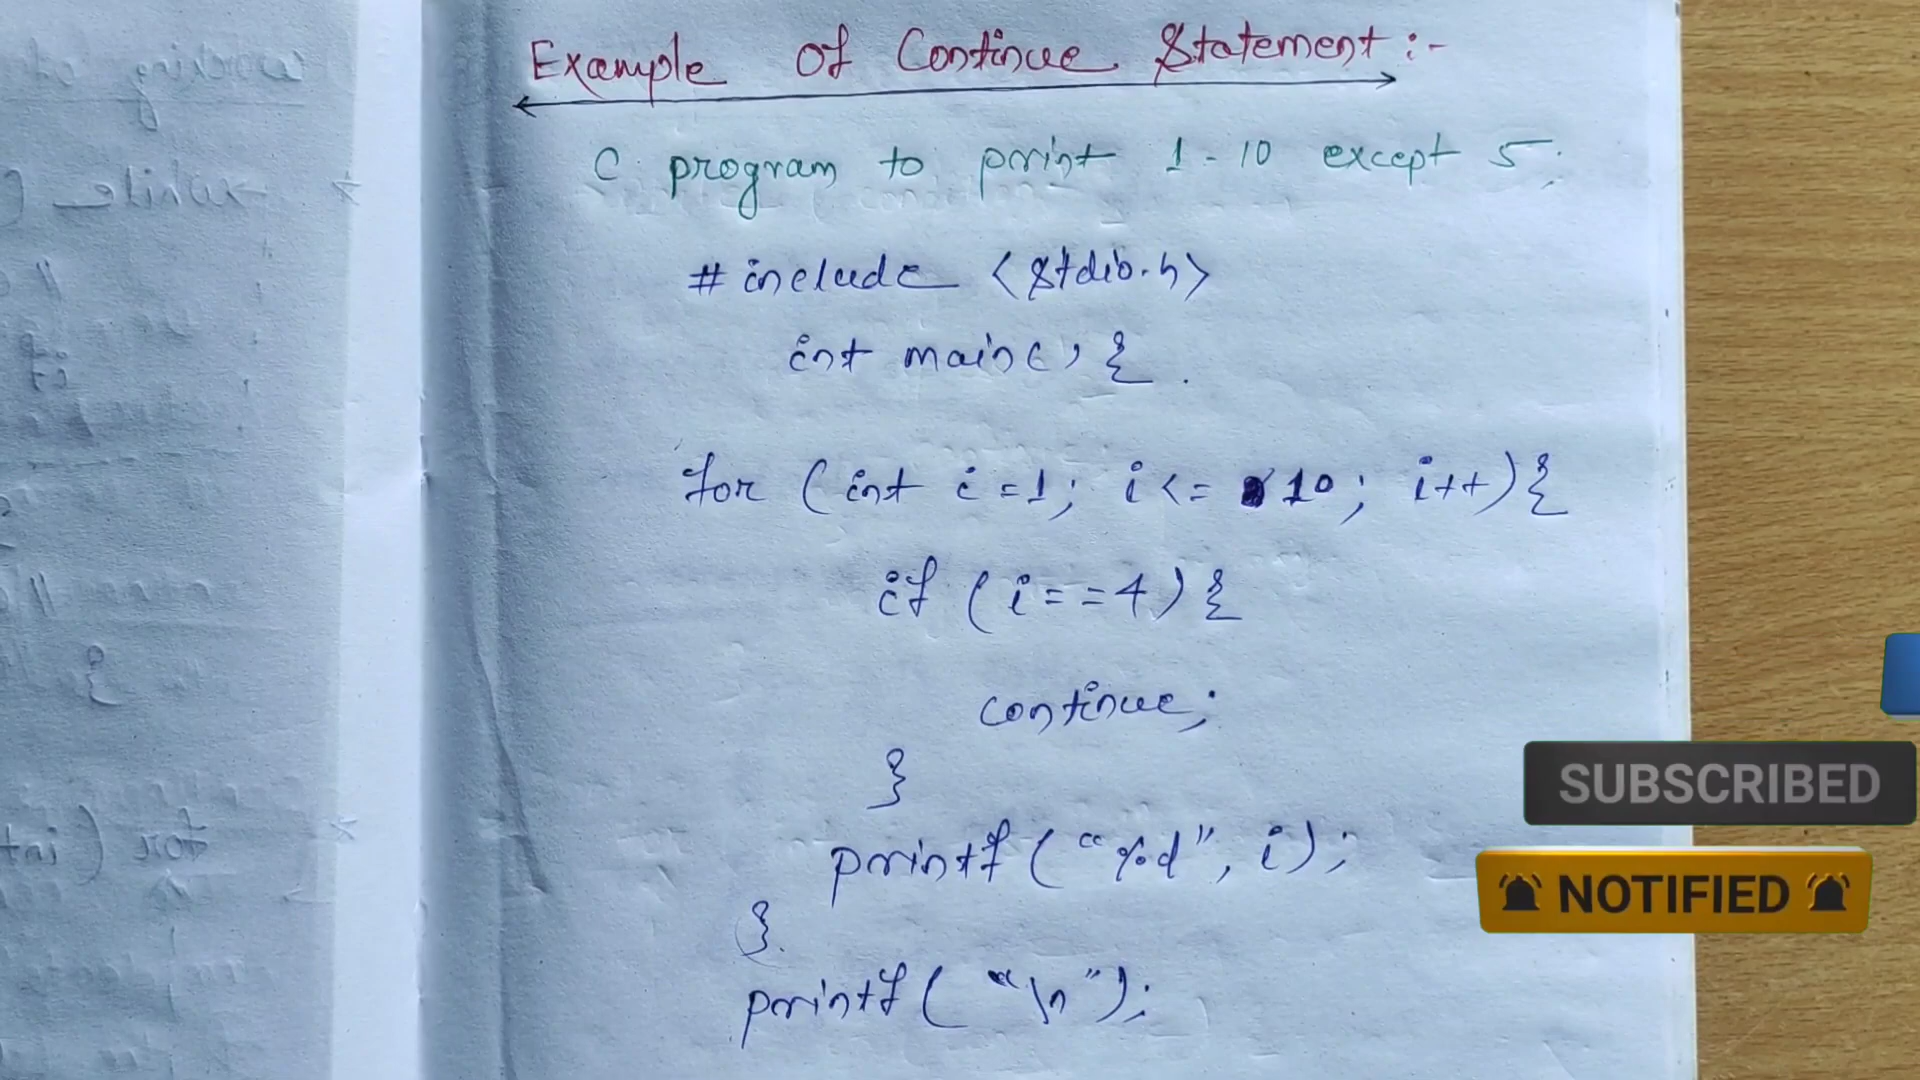 Example Of Continue Statement:-
C program to print 1-10 except 5;
#include <stdio.h>
int main() {
for (int i=1; i<= 10; i++){
if (i==4) {
continue;
}
printf("%d", i);
}
printf("\n");
SUBSCRIBED
NOTIFIED